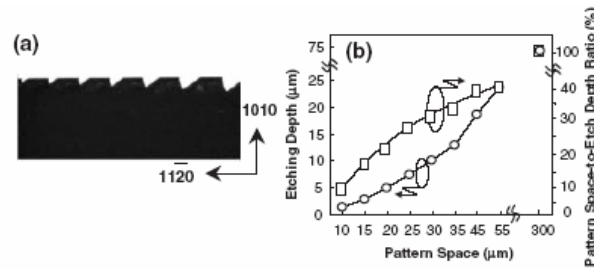 (a)
1010
1120
(b)
Etching Depth (μm)
75
25
20
15
10
5
0
10 15 20 25 30 35 45 55 300
Pattern Space (μm)
100
40
30
20
10
0
Pattern Space-to-Etch Depth Ratio (%)